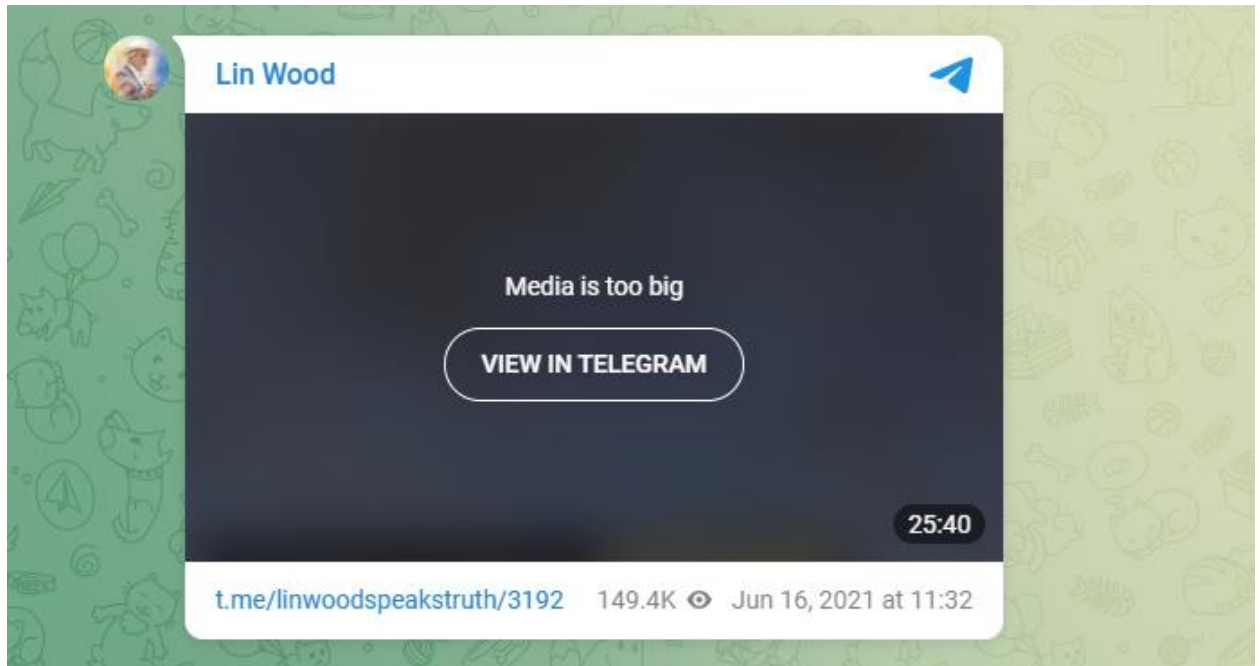 Lin Wood
Media is too big
VIEW IN TELEGRAM
25:40
t.me/linwoodspeakstruth/3192 149.4K Jun 16, 2021 at 11:32